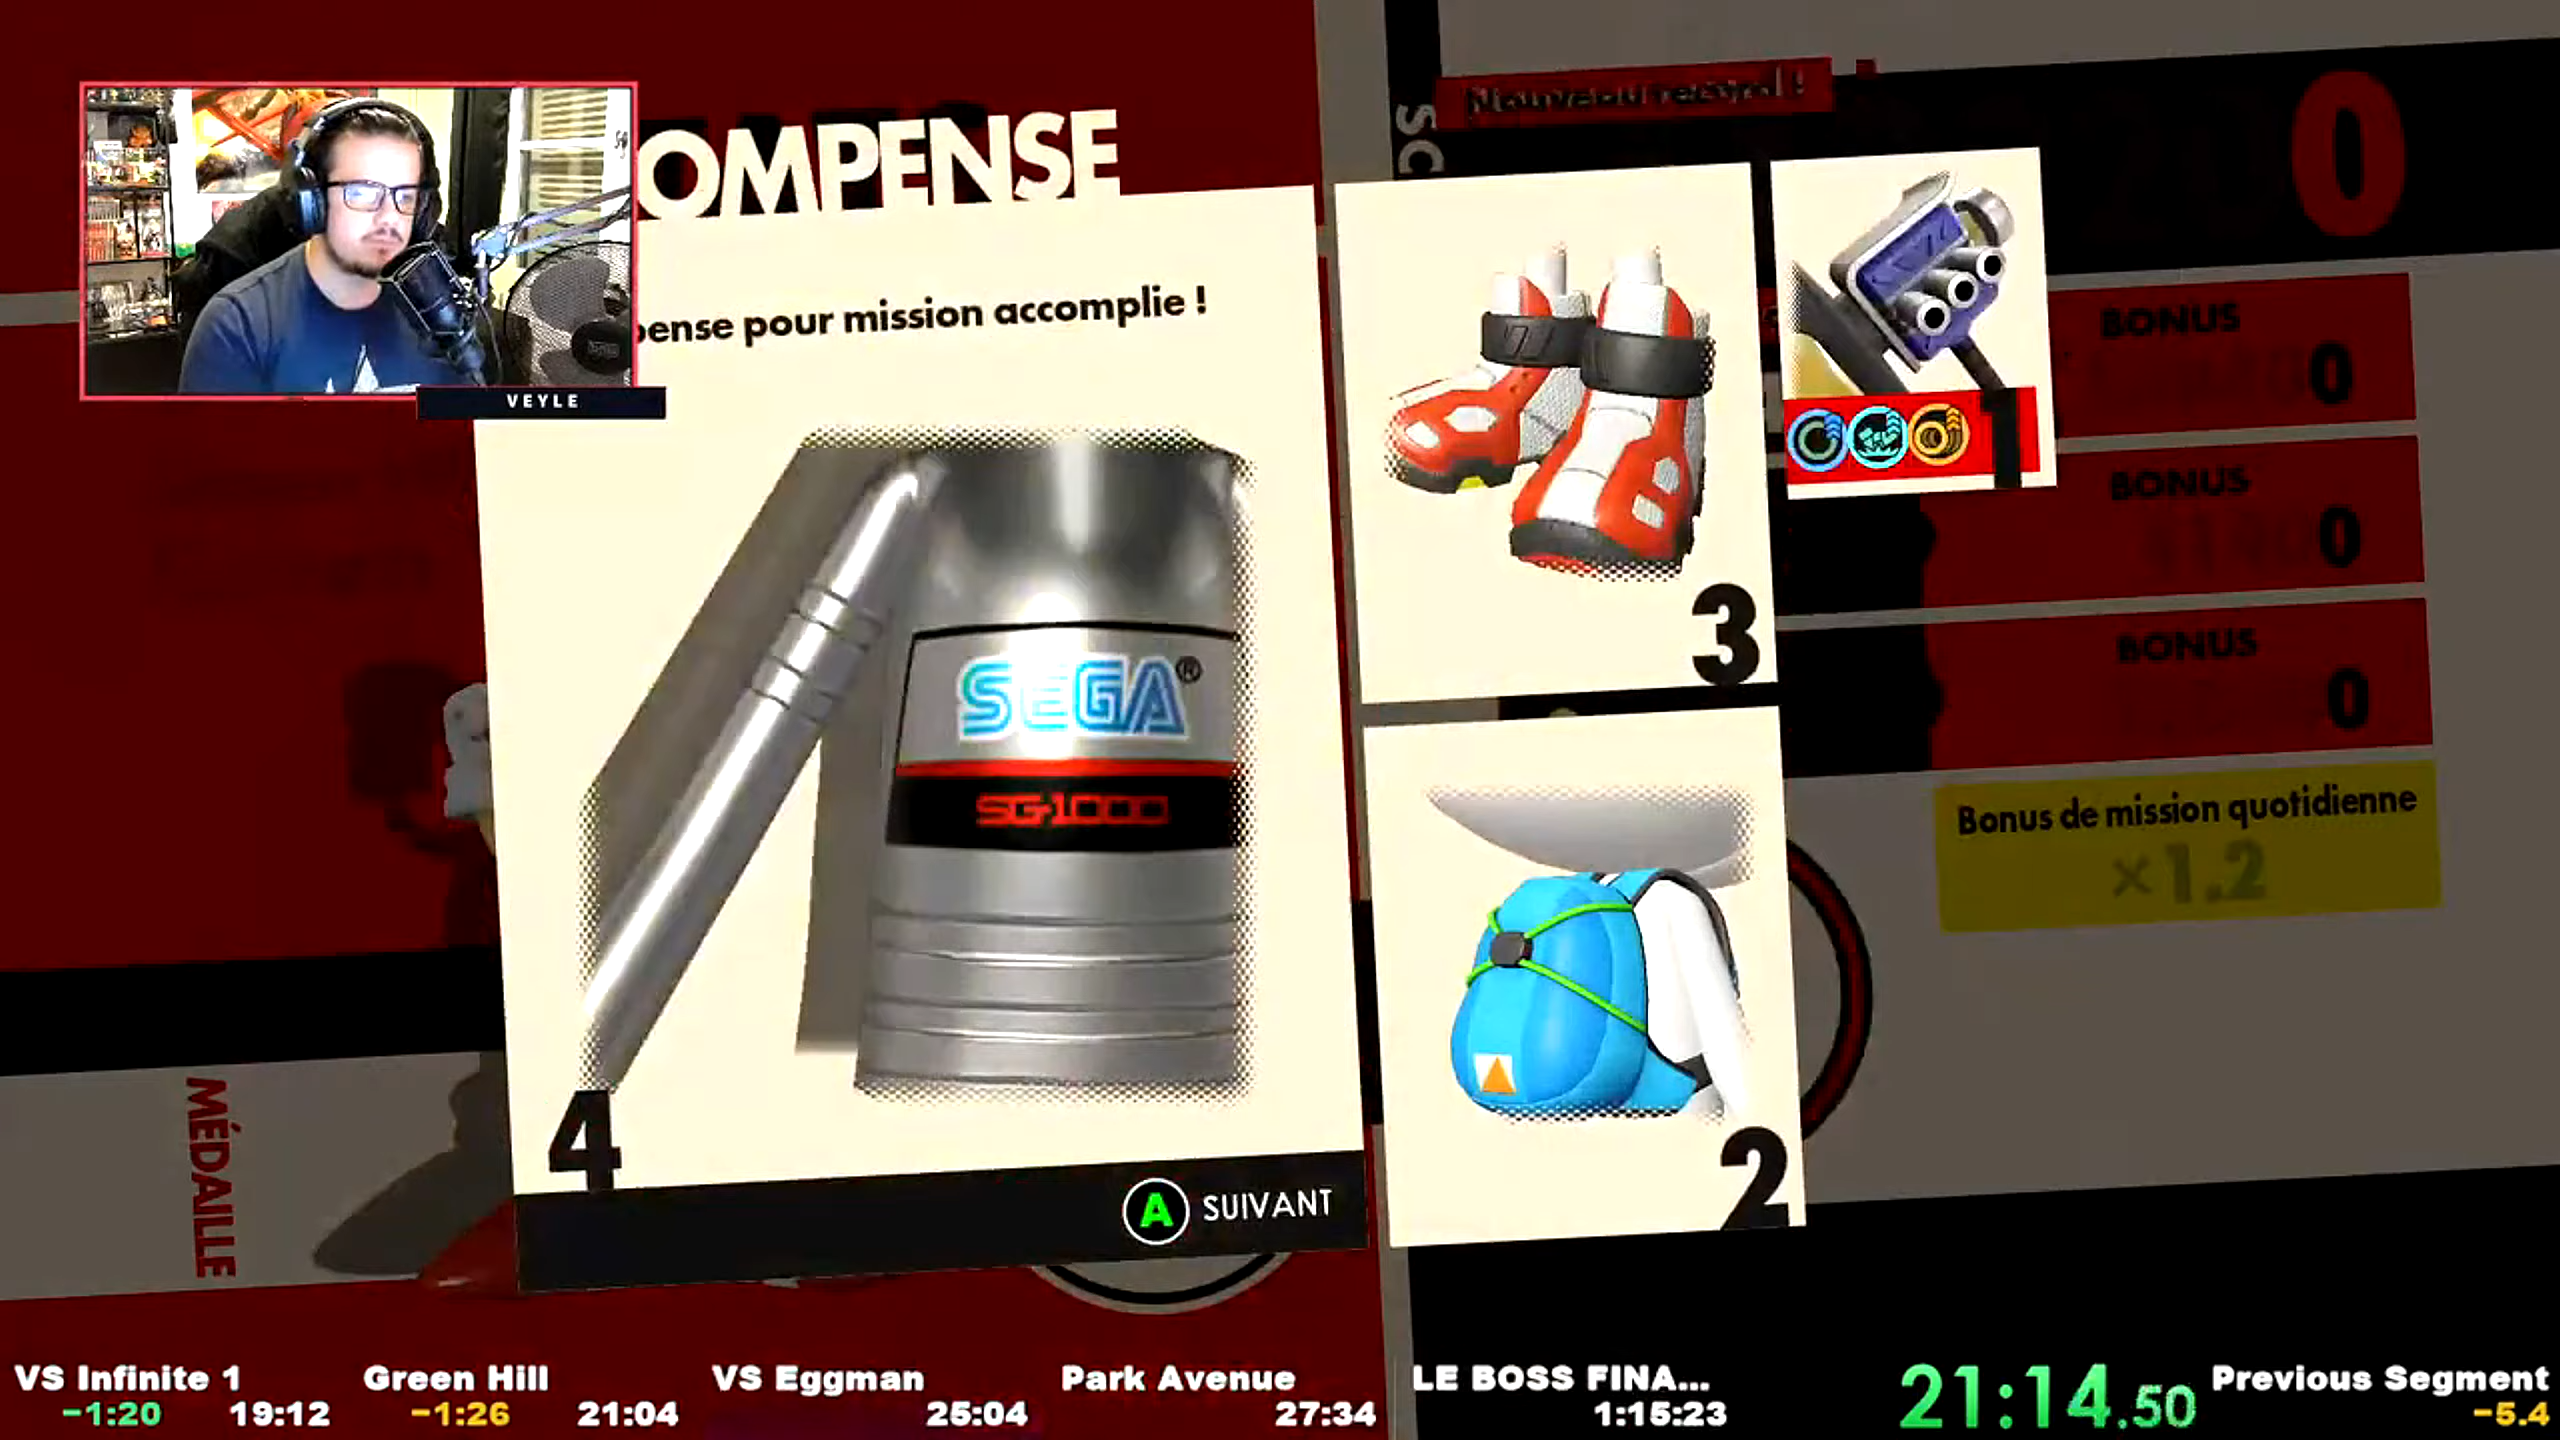 OMPENSE
pense pour mission accomplie !
VEYLE
SEGA®
SG-1000
4
3
2
1
A SUIVANT
SC
Nouveau record !
0
BONUS
0
BONUS
0
BONUS
0
Bonus de mission quotidienne
×1.2
MÉDAILLE
VS Infinite 1
-1:20 19:12
Green Hill
-1:26 21:04
VS Eggman
25:04
Park Avenue
27:34
LE BOSS FINA...
1:15:23
21:14.50
Previous Segment
-5.4